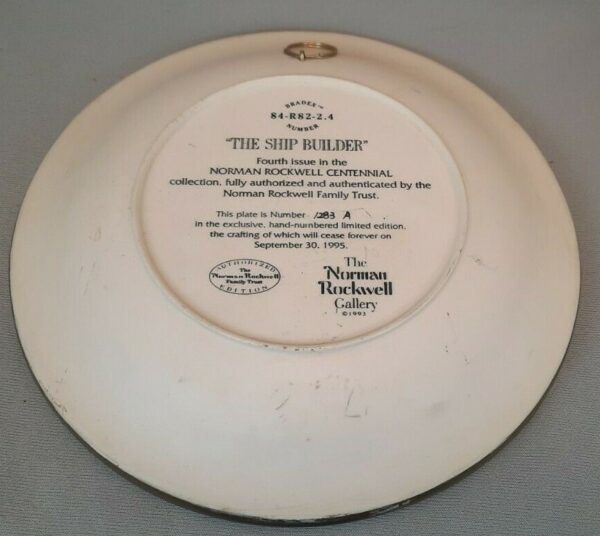 BRADEX™
84-R82-2.4
NUMBER
"THE SHIP BUILDER"
Fourth issue in the
NORMAN ROCKWELL CENTENNIAL
collection, fully authorized and authenticated by the
Norman Rockwell Family Trust.
This plate is Number 1283 A
in the exclusive, hand-numbered limited edition,
the crafting of which will cease forever on
September 30, 1995.
AUTHORIZED
The
Norman Rockwell
Family Trust
EDITION
The
Norman
Rockwell
Gallery
©1993